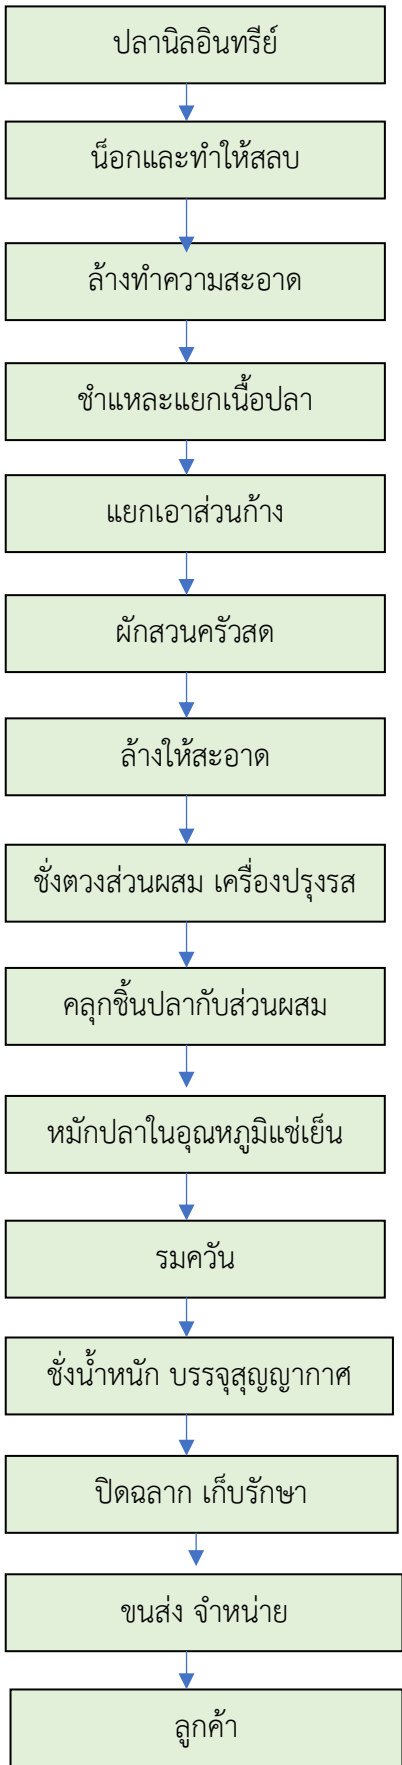 ปลานิลอินทรีย์
น็อกและทำให้สลบ
ล้างทำความสะอาด
ชำแหละแยกเนื้อปลา
แยกเอาส่วนก้าง
ผักสวนครัวสด
ล้างให้สะอาด
ชั่งตวงส่วนผสม เครื่องปรุงรส
คลุกชิ้นปลากับส่วนผสม
หมักปลาในอุณหภูมิแช่เย็น
รมควัน
ชั่งน้ำหนัก บรรจุสุญญากาศ
ปิดฉลาก เก็บรักษา
ขนส่ง จำหน่าย
ลูกค้า